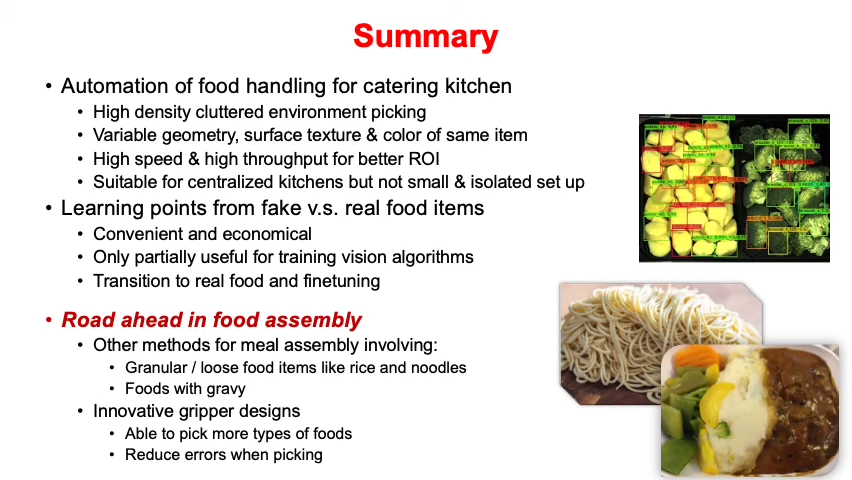 Summary
• Automation of food handling for catering kitchen
• High density cluttered environment picking
• Variable geometry, surface texture & color of same item
• High speed & high throughput for better ROI
• Suitable for centralized kitchens but not small & isolated set up
• Learning points from fake v.s. real food items
• Convenient and economical
• Only partially useful for training vision algorithms
• Transition to real food and finetuning
• Road ahead in food assembly
• Other methods for meal assembly involving:
• Granular / loose food items like rice and noodles
• Foods with gravy
• Innovative gripper designs
• Able to pick more types of foods
• Reduce errors when picking